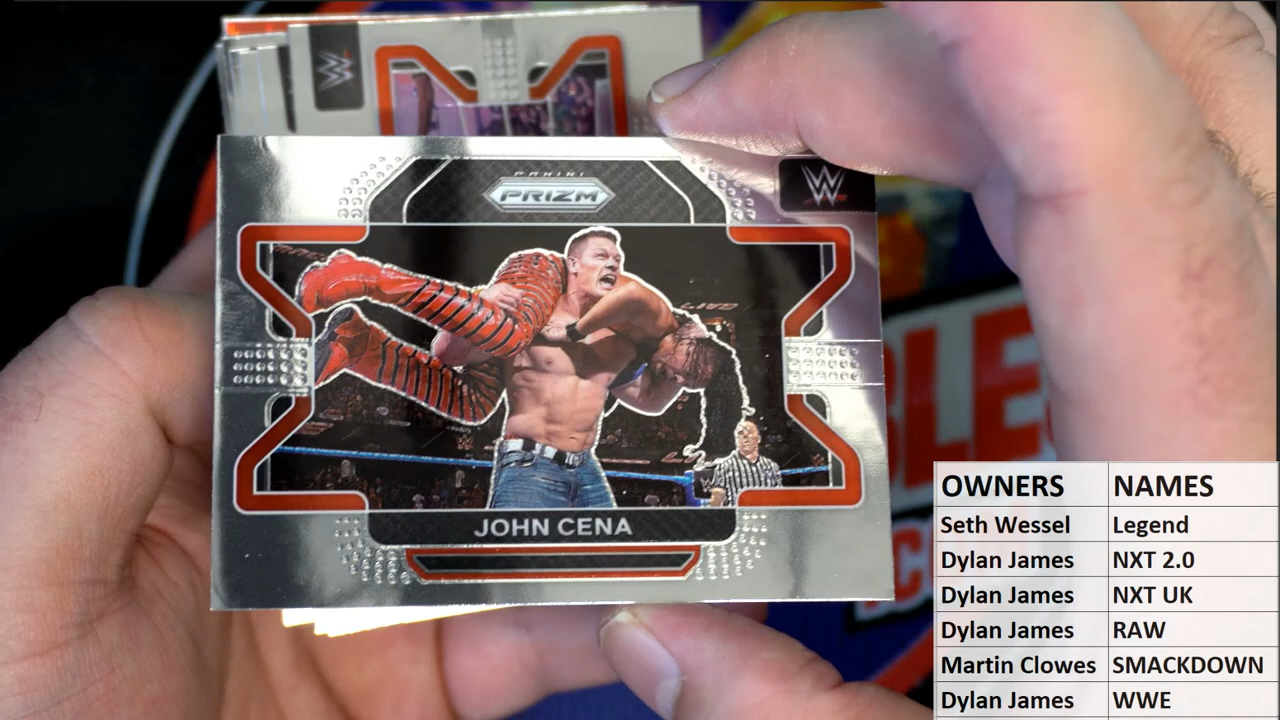 PANINI
PRIZM
W
JOHN CENA
OWNERS NAMES
Seth Wessel Legend
Dylan James NXT 2.0
Dylan James NXT UK
Dylan James RAW
Martin Clowes SMACKDOWN
Dylan James WWE